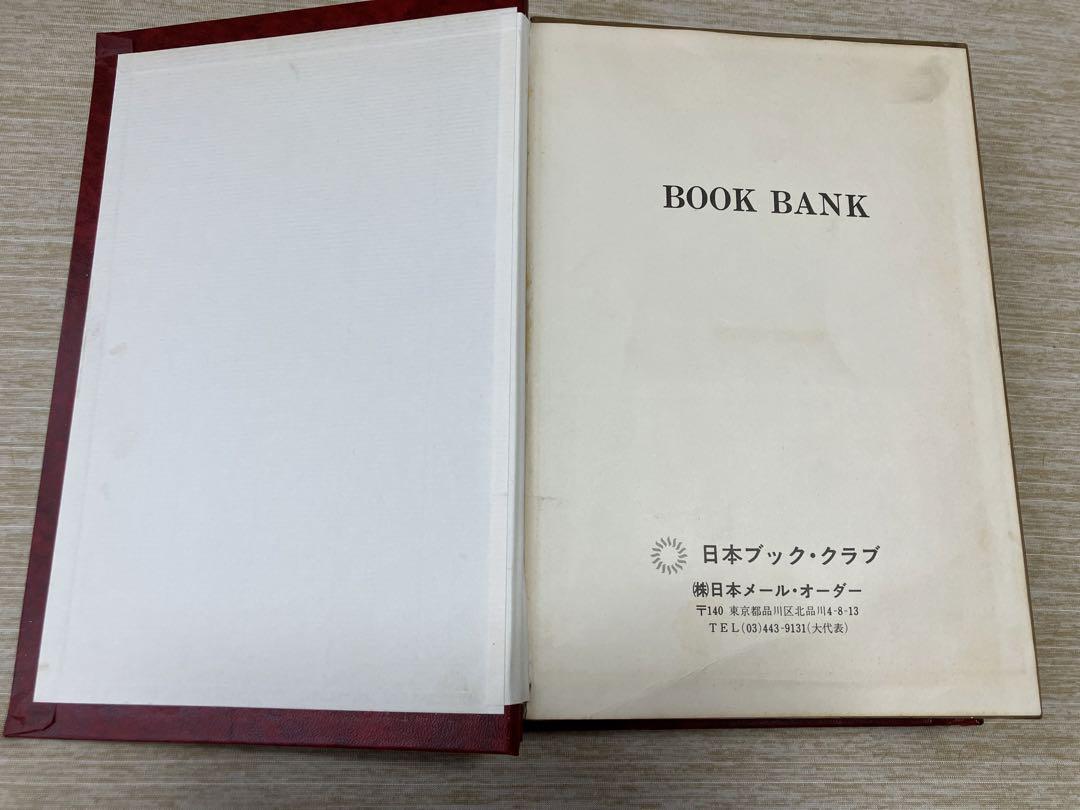 BOOK BANK
日本ブック・クラブ
㈱日本メール・オーダー
〒140 東京都品川区北品川4-8-13
TEL(03)443-9131(大代表)